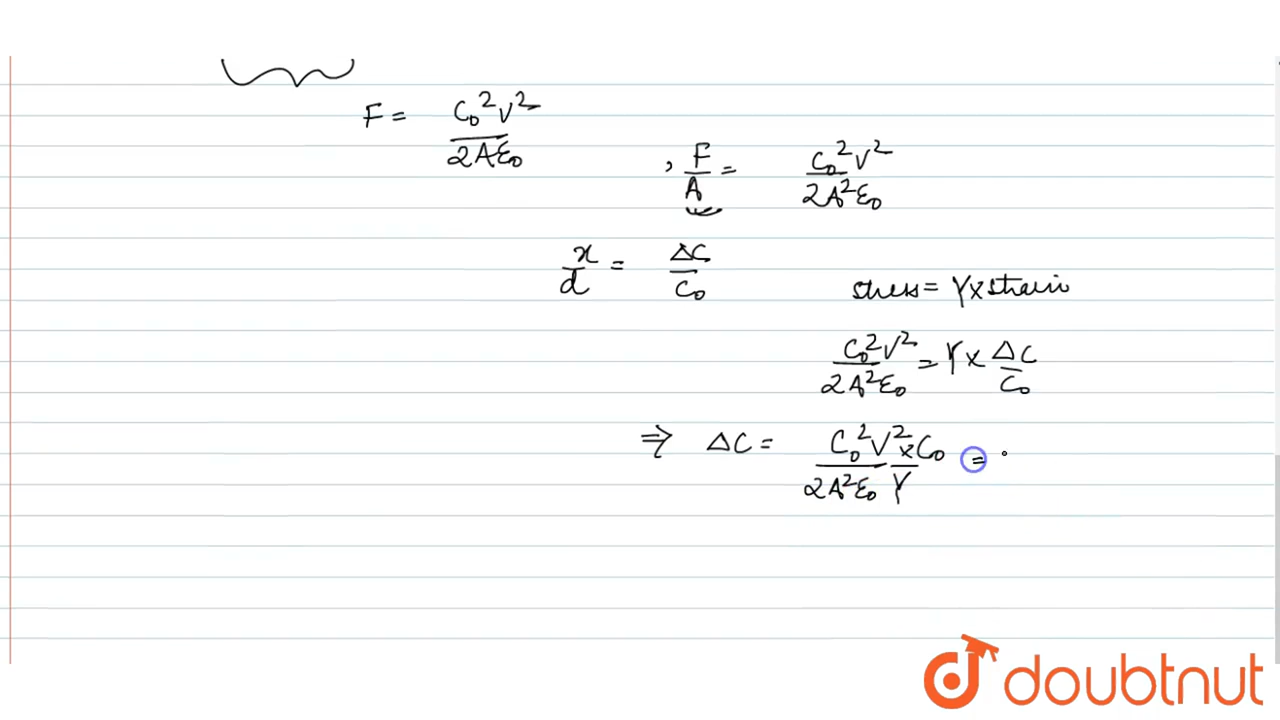 F = C₀²V² / 2Aε₀
, F/A = C₀²V² / 2A²ε₀
x/d = ΔC/C₀
stress = Y × strain
C₀²V² / 2A²ε₀ = Y × ΔC/C₀
⇒ ΔC = C₀²V² × C₀ / 2A²ε₀ Y =
doubtnut